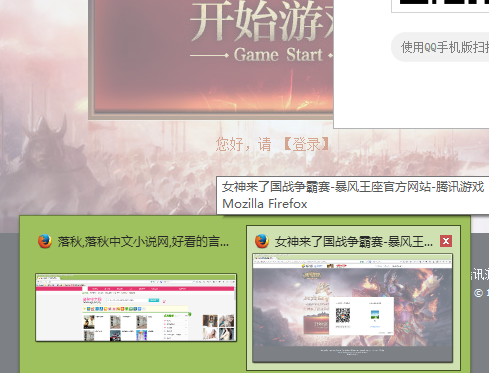 开始游戏
Game Start
使用QQ手机版扫
您好，请 【登录】
女神来了国战争霸赛-暴风王座官方网站-腾讯游戏
Mozilla Firefox
落秋,落秋中文小说网,好看的言...
女神来了国战争霸赛-暴风王...
讯游
©